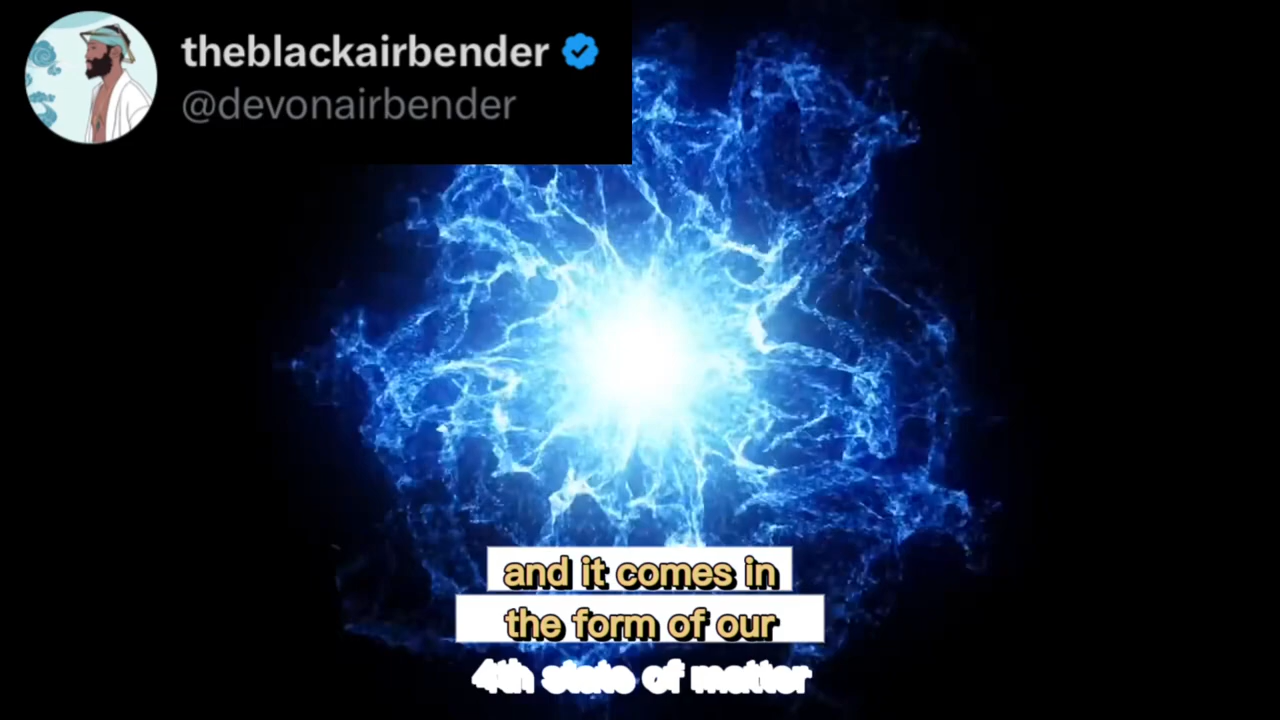 theblackairbender
@devonairbender
and it comes in
the form of our
4th state of matter